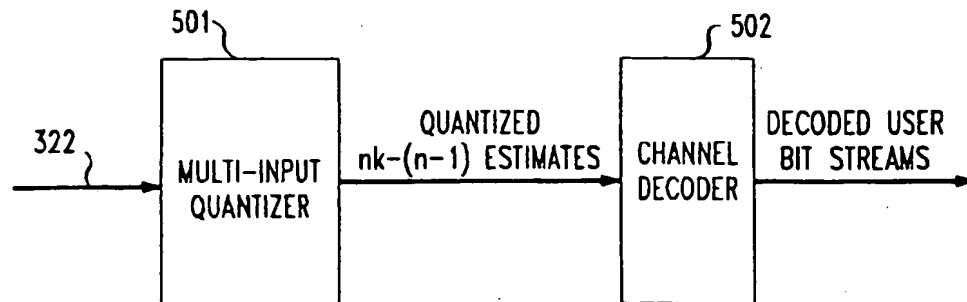 501
502
322
MULTI-INPUT
QUANTIZER
QUANTIZED
nk-(n-1) ESTIMATES
CHANNEL
DECODER
DECODED USER
BIT STREAMS